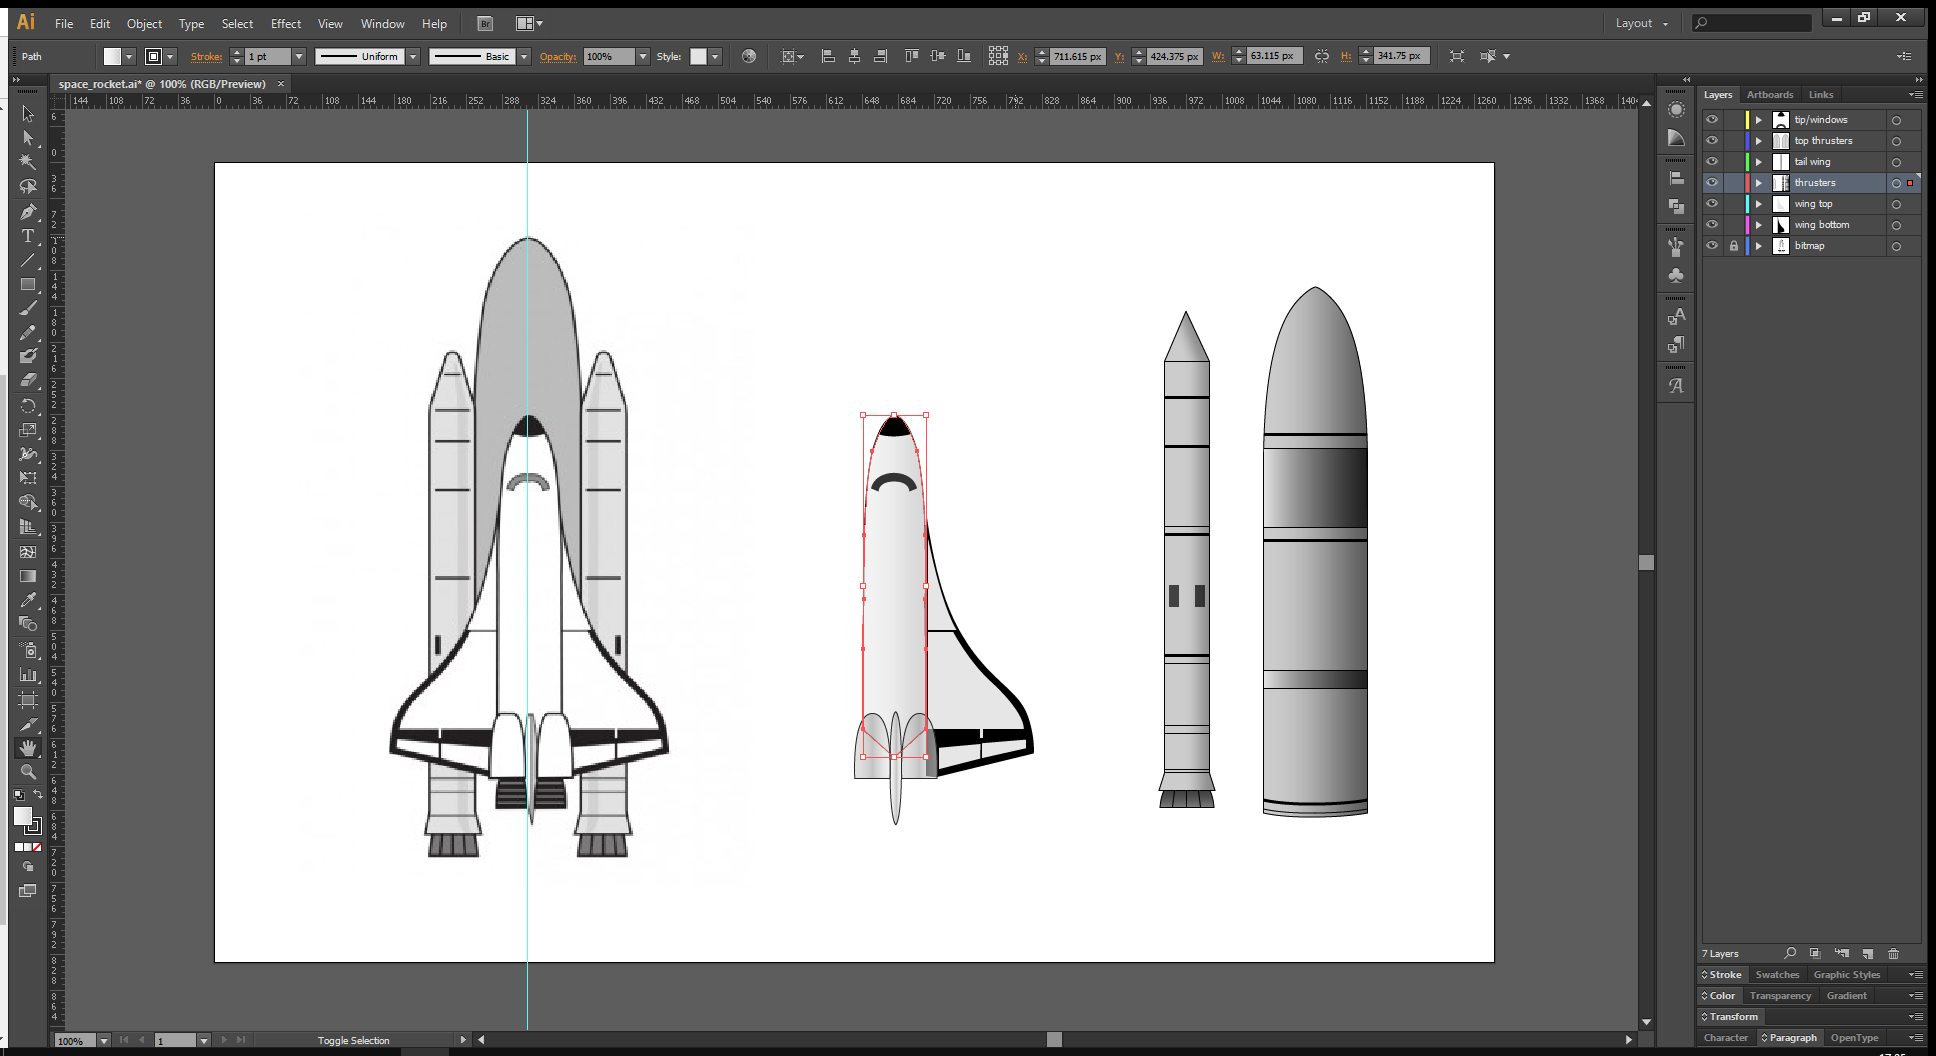 Ai File Edit Object Type Select Effect View Window Help Br Layout
Path Stroke: 1 pt Uniform Basic Opacity: 100% Style: X: 711.615 px Y: 424.375 px W: 63.115 px H: 341.75 px
space_rocket.ai* @ 100% (RGB/Preview) ×
144 108 72 36 0 36 72 108 144 180 216 252 288 324 360 396 432 468 504 540 576 612 648 684 720 756 792 828 864 900 936 972 1008 1044 1080 1116 1152 1188 1224 1260 1296 1332 1368 1404
Layers Artboards Links
tip/windows
top thrusters
tail wing
thrusters
wing top
wing bottom
bitmap
7 Layers
Stroke Swatches Graphic Styles
Color Transparency Gradient
Transform
Character Paragraph OpenType
100% 1 Toggle Selection